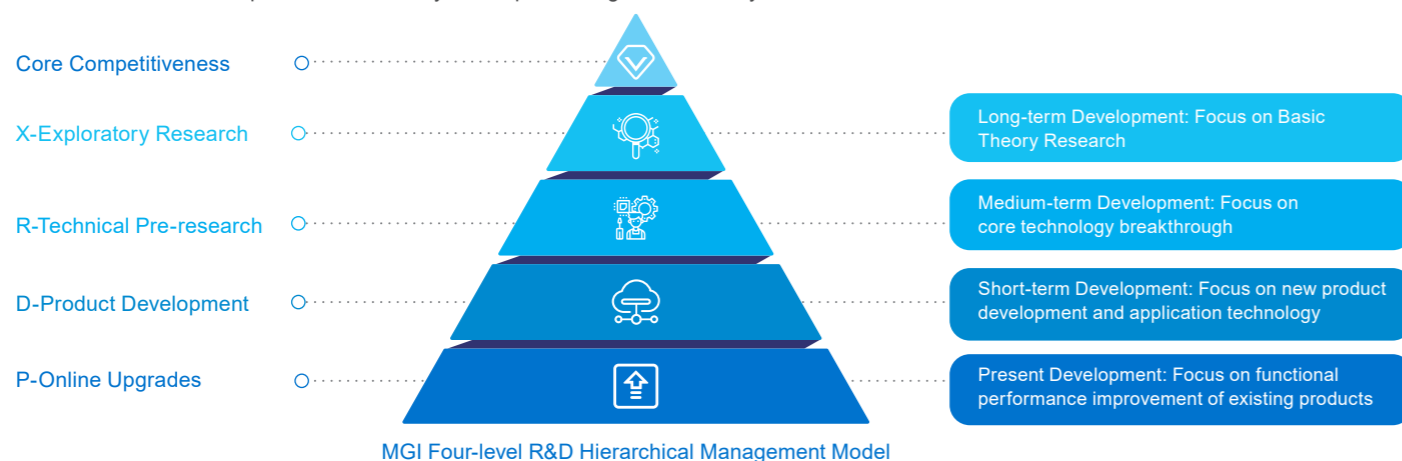 Core Competitiveness
X-Exploratory Research
Long-term Development: Focus on Basic
Theory Research
R-Technical Pre-research
Medium-term Development: Focus on
core technology breakthrough
D-Product Development
Short-term Development: Focus on new product
development and application technology
P-Online Upgrades
Present Development: Focus on functional
performance improvement of existing products
MGI Four-level R&D Hierarchical Management Model